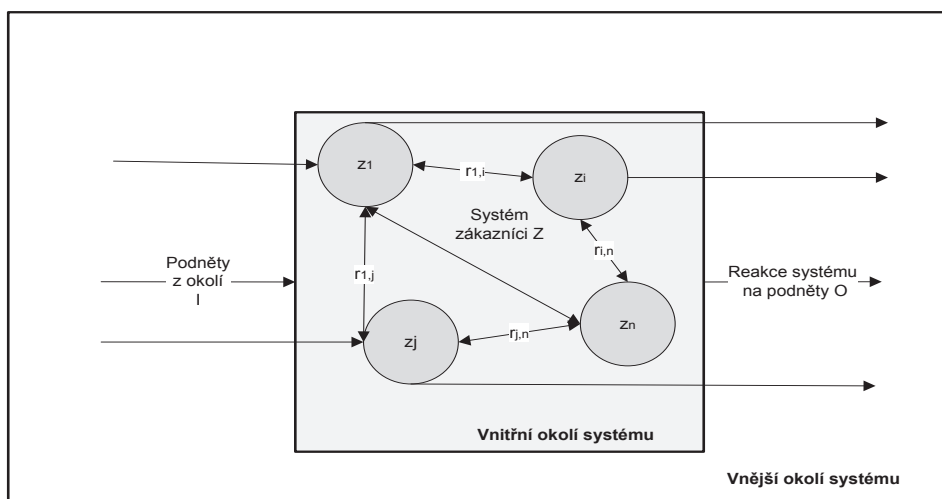 z1
r1,i
zi
Systém
zákazníci Z
ri,n
Podněty
z okolí
I
r1,j
Reakce systému
na podněty O
zj
rj,n
zn
Vnitřní okolí systému
Vnější okolí systému